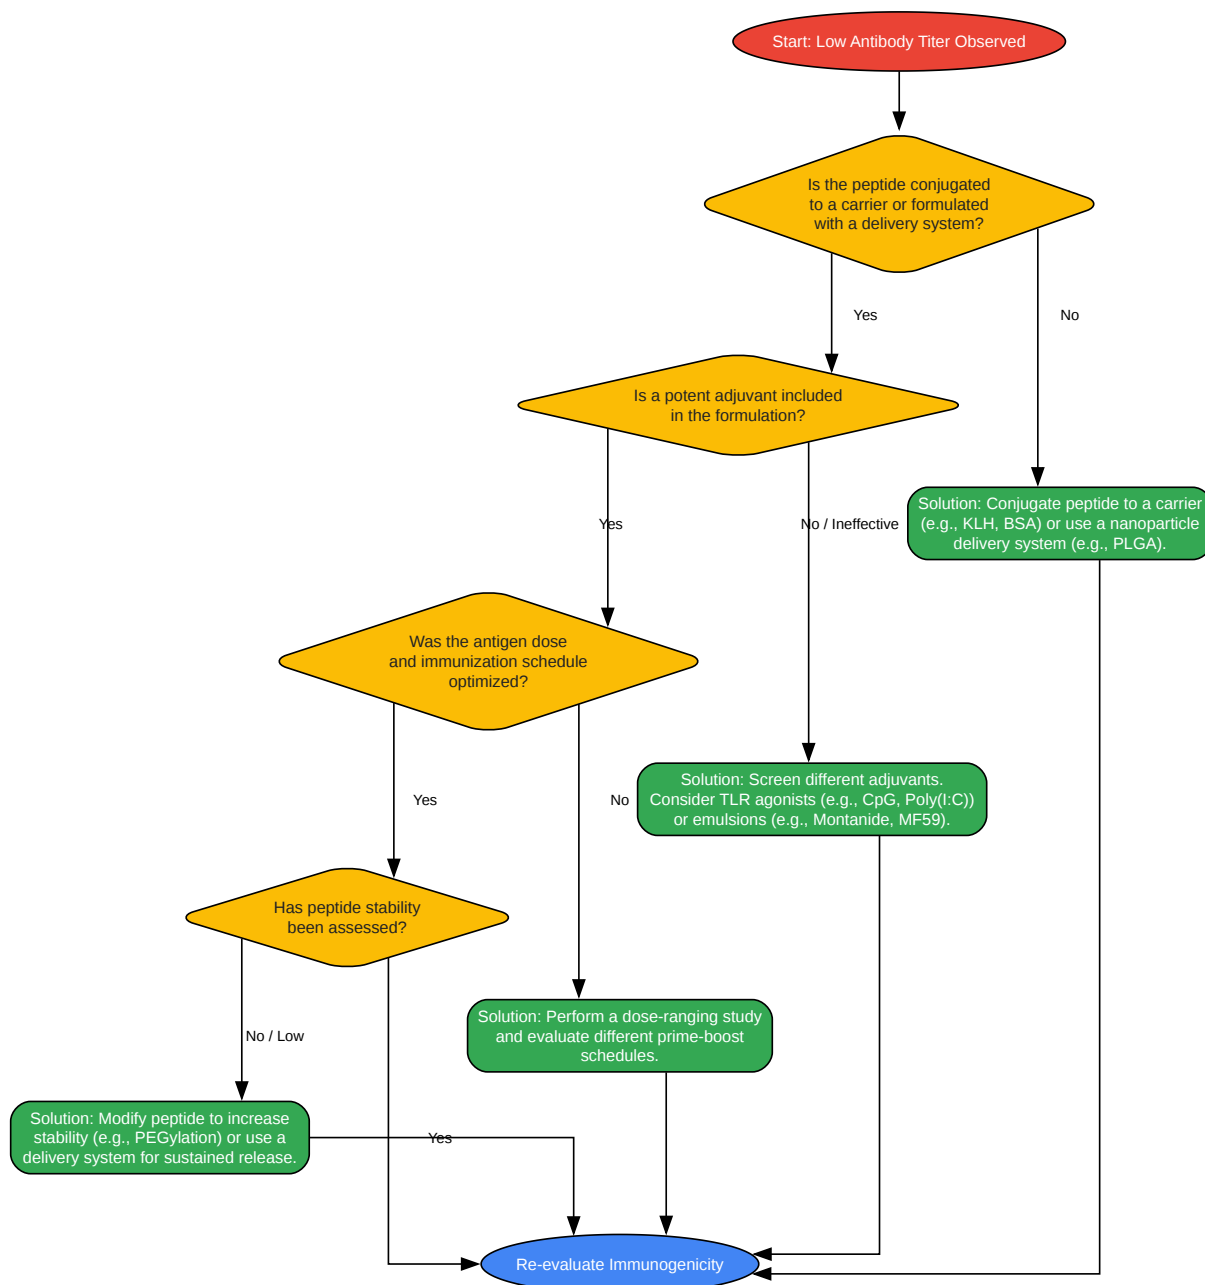 Start: Low Antibody Titer Observed
Is the peptide conjugated
to a carrier or formulated
with a delivery system?
Yes
No
Is a potent adjuvant included
in the formulation?
Solution: Conjugate peptide to a carrier
(e.g., KLH, BSA) or use a nanoparticle
delivery system (e.g., PLGA).
Yes
No / Ineffective
Was the antigen dose
and immunization schedule
optimized?
Solution: Screen different adjuvants.
Consider TLR agonists (e.g., CpG, Poly(I:C))
or emulsions (e.g., Montanide, MF59).
Yes
No
Has peptide stability
been assessed?
Solution: Perform a dose-ranging study
and evaluate different prime-boost
schedules.
No / Low
Solution: Modify peptide to increase
stability (e.g., PEGylation) or use a
delivery system for sustained release.
Yes
Re-evaluate Immunogenicity